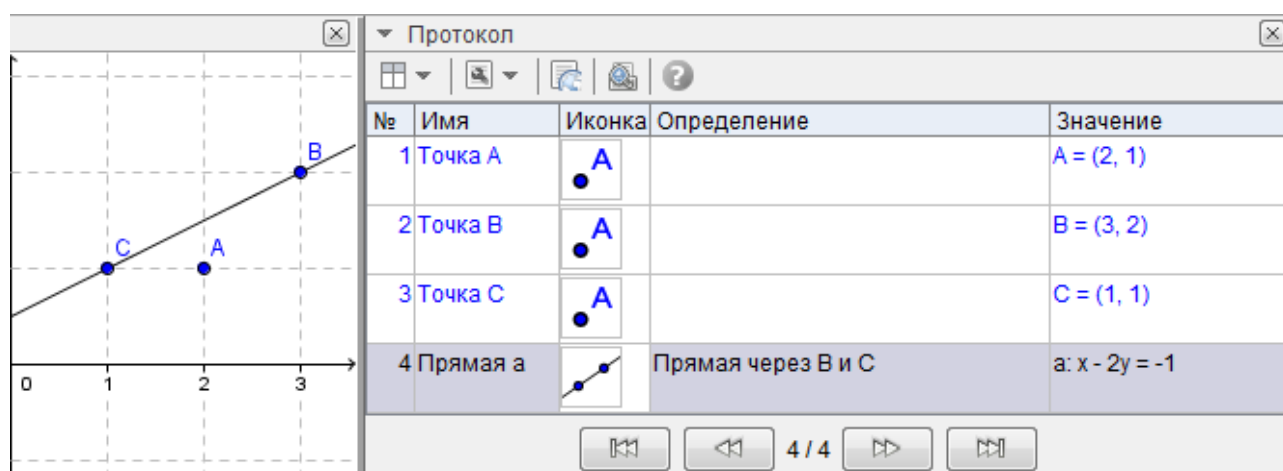 Протокол
№ Имя Иконка Определение Значение
1 Точка A A A = (2, 1)
2 Точка B A B = (3, 2)
3 Точка C A C = (1, 1)
4 Прямая a Прямая через B и C a: x - 2y = -1
4 / 4
B
C A
0 1 2 3